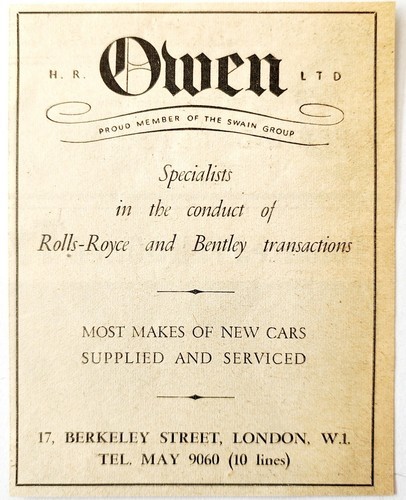 H. R. Owen LTD
PROUD MEMBER OF THE SWAIN GROUP
Specialists
in the conduct of
Rolls-Royce and Bentley transactions
MOST MAKES OF NEW CARS
SUPPLIED AND SERVICED
17, BERKELEY STREET, LONDON, W.1.
TEL. MAY 9060 (10 lines)